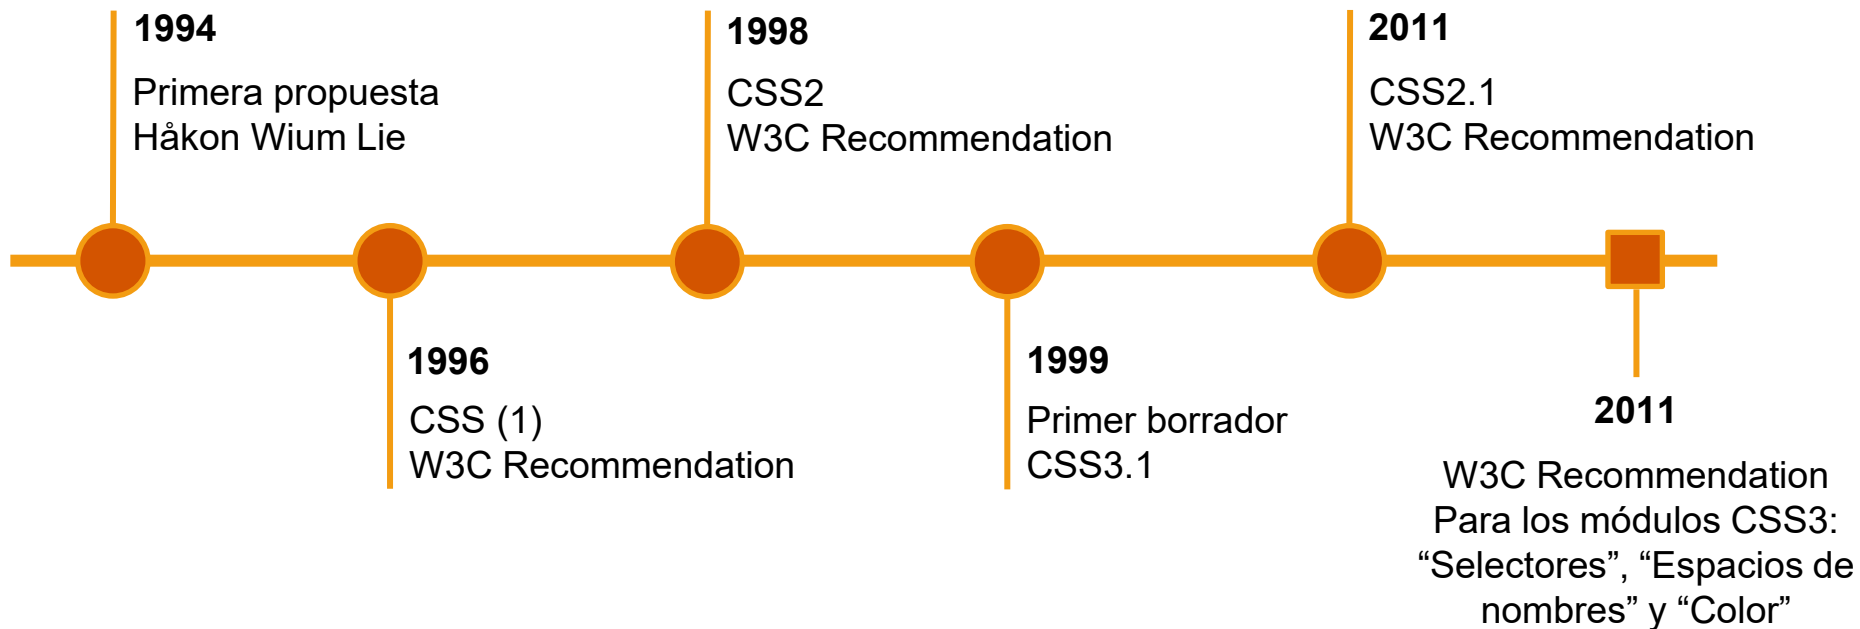 1994
Primera propuesta
Håkon Wium Lie
1996
CSS (1)
W3C Recommendation
1998
CSS2
W3C Recommendation
1999
Primer borrador
CSS3.1
2011
CSS2.1
W3C Recommendation
2011
W3C Recommendation
Para los módulos CSS3:
“Selectores”, “Espacios de
nombres” y “Color”